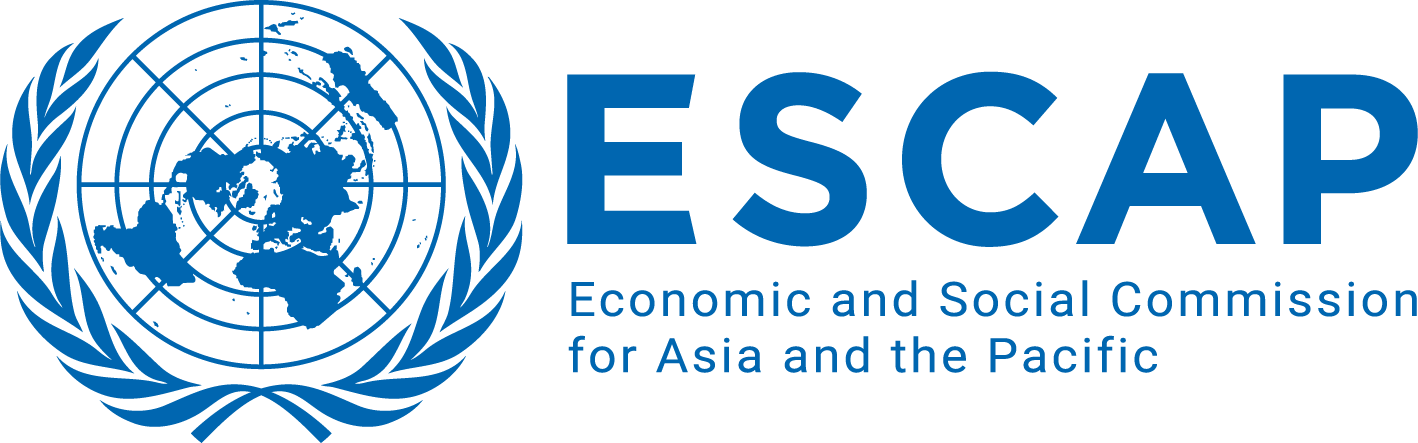 ESCAP
Economic and Social Commission
for Asia and the Pacific